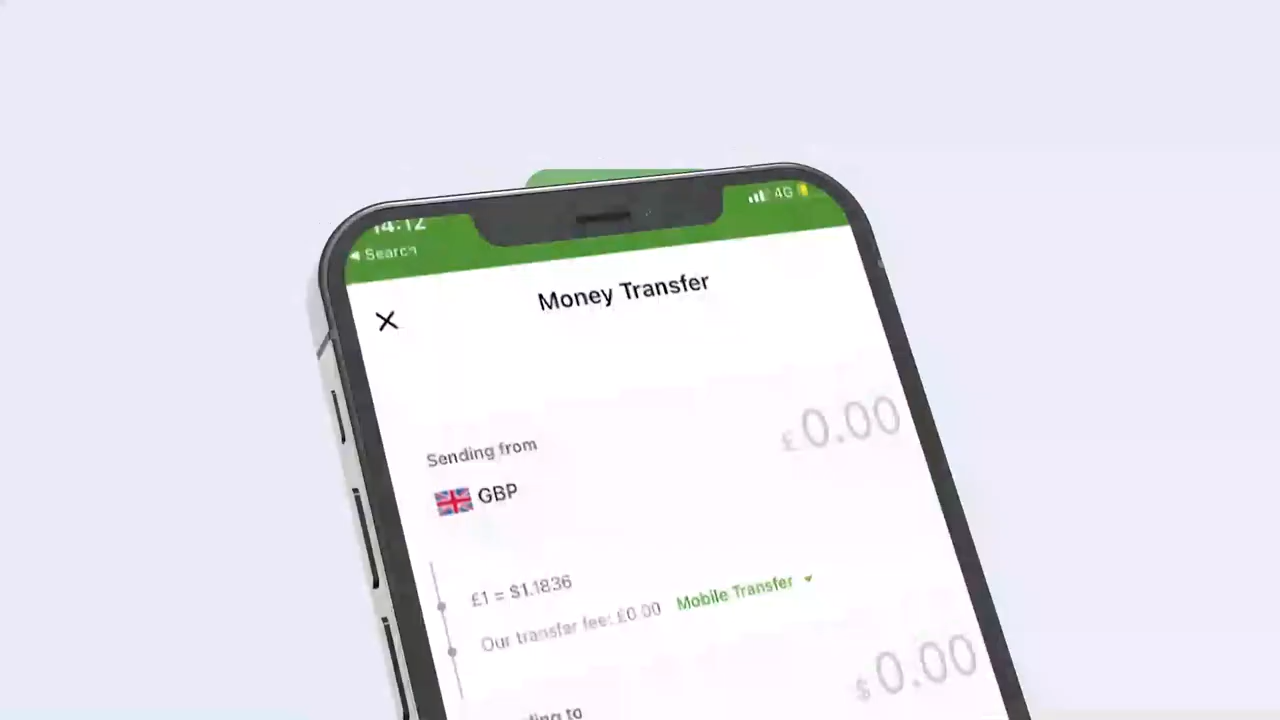 14:12
4G
◀ Search
Money Transfer
£0.00
Sending from
GBP
£1 = $1.1836
Our transfer fee: £0.00 Mobile Transfer
$0.00
to